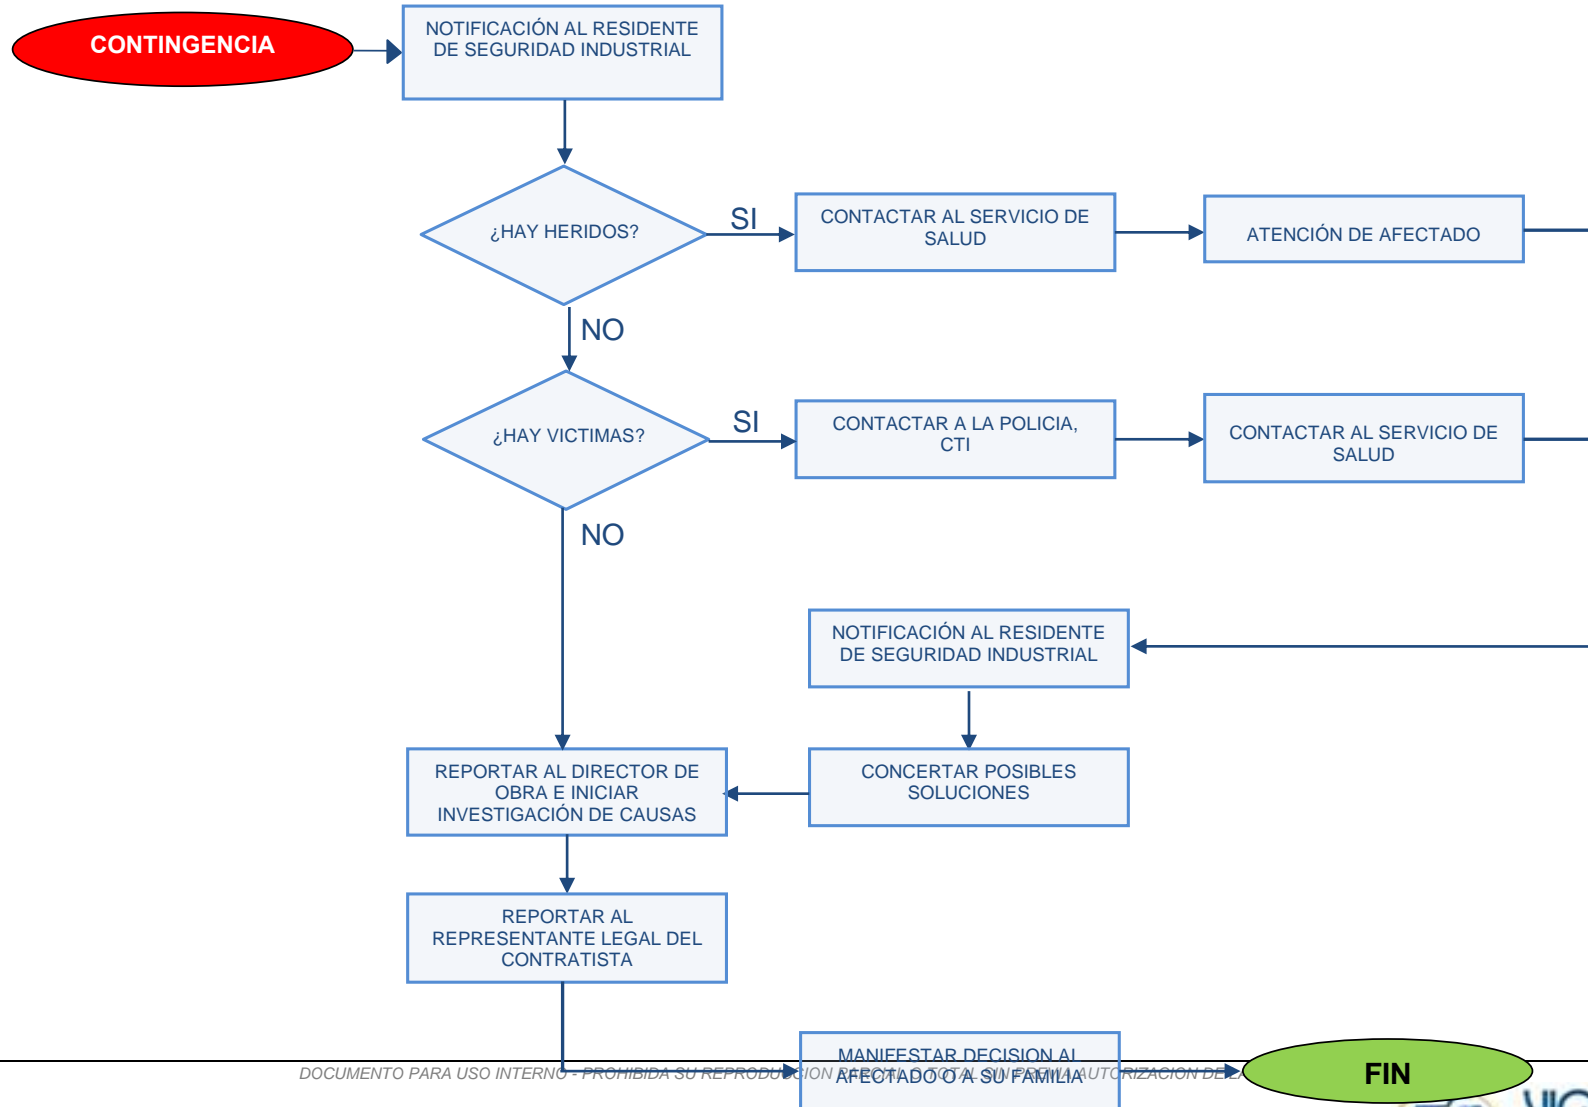 CONTINGENCIA
NOTIFICACIÓN AL RESIDENTE
DE SEGURIDAD INDUSTRIAL
¿HAY HERIDOS?
SI
CONTACTAR AL SERVICIO DE
SALUD
ATENCIÓN DE AFECTADO
NO
¿HAY VICTIMAS?
SI
CONTACTAR A LA POLICIA,
CTI
CONTACTAR AL SERVICIO DE
SALUD
NO
NOTIFICACIÓN AL RESIDENTE
DE SEGURIDAD INDUSTRIAL
REPORTAR AL DIRECTOR DE
OBRA E INICIAR
INVESTIGACIÓN DE CAUSAS
CONCERTAR POSIBLES
SOLUCIONES
REPORTAR AL
REPRESENTANTE LEGAL DEL
CONTRATISTA
MANIFESTAR DECISION AL
AFECTADO O A SU FAMILIA
FIN
DOCUMENTO PARA USO INTERNO - PROHIBIDA SU REPRODUCCION PARCIAL O TOTAL SIN PREVIA AUTORIZACION DE LA